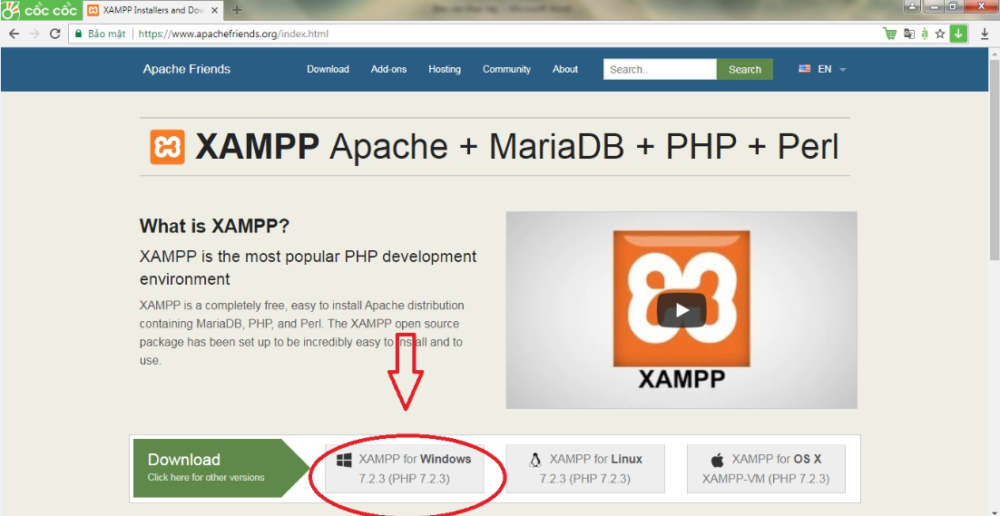 cốc cốc
XAMPP Installers and Dow
Bảo mật
https://www.apachefriends.org/index.html
Apache Friends
Download
Add-ons
Hosting
Community
About
Search..
Search
EN
XAMPP Apache + MariaDB + PHP + Perl
What is XAMPP?
XAMPP is the most popular PHP development
environment
XAMPP is a completely free, easy to install Apache distribution
containing MariaDB, PHP, and Perl. The XAMPP open source
package has been set up to be incredibly easy to install and to
use.
XAMPP
Download
Click here for other versions
XAMPP for Windows
7.2.3 (PHP 7.2.3)
XAMPP for Linux
7.2.3 (PHP 7.2.3)
XAMPP for OS X
XAMPP-VM (PHP 7.2.3)